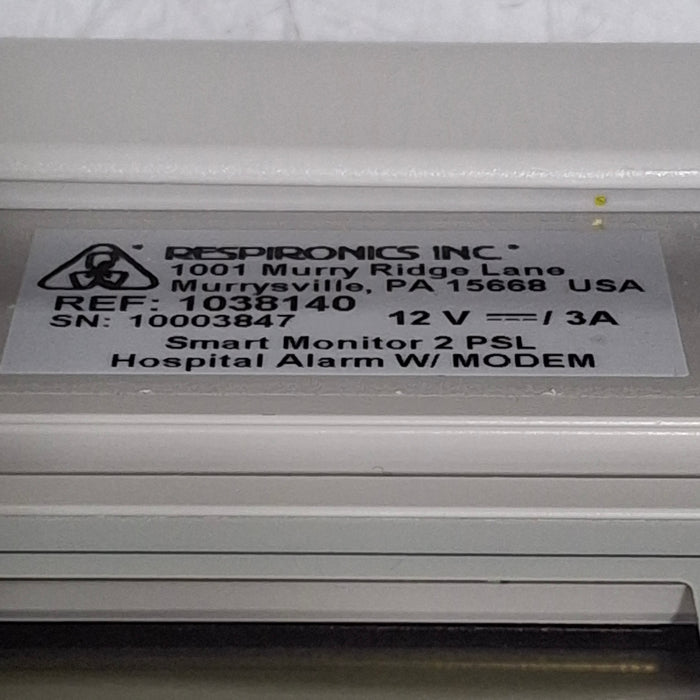 RESPIRONICS INC.®
1001 Murry Ridge Lane
Murrysville, PA 15668 USA
REF: 1038140
SN: 10003847 12 V ⎓ / 3A
Smart Monitor 2 PSL
Hospital Alarm W/ MODEM